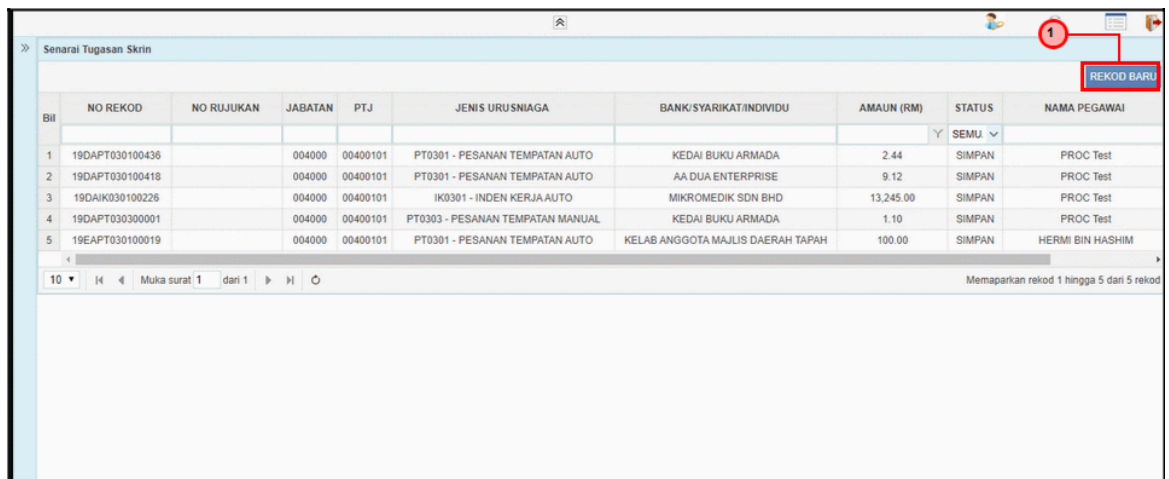 1
Senarai Tugasan Skrin
REKOD BARU
Bil NO REKOD NO RUJUKAN JABATAN PTJ JENIS URUSNIAGA BANK/SYARIKAT/INDIVIDU AMAUN (RM) STATUS NAMA PEGAWAI
SEMU
1 19DAPT030100436 004000 00400101 PT0301 - PESANAN TEMPATAN AUTO KEDAI BUKU ARMADA 2.44 SIMPAN PROC Test
2 19DAPT030100418 004000 00400101 PT0301 - PESANAN TEMPATAN AUTO AA DUA ENTERPRISE 9.12 SIMPAN PROC Test
3 19DAIK030100226 004000 00400101 IK0301 - INDEN KERJA AUTO MIKROMEDIK SDN BHD 13,245.00 SIMPAN PROC Test
4 19DAPT030300001 004000 00400101 PT0303 - PESANAN TEMPATAN MANUAL KEDAI BUKU ARMADA 1.10 SIMPAN PROC Test
5 19EAPT030100019 004000 00400101 PT0301 - PESANAN TEMPATAN AUTO KELAB ANGGOTA MAJLIS DAERAH TAPAH 100.00 SIMPAN HERMI BIN HASHIM
10 Muka surat 1 dari 1 Memaparkan rekod 1 hingga 5 dari 5 rekod